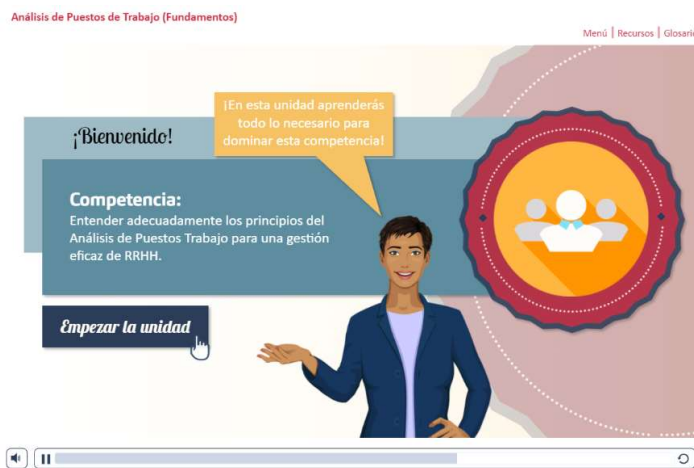 Análisis de Puestos de Trabajo (Fundamentos)
Menú | Recursos | Glosario
¡En esta unidad aprenderás
todo lo necesario para
dominar esta competencia!
¡Bienvenido!
Competencia:
Entender adecuadamente los principios del
Análisis de Puestos Trabajo para una gestión
eficaz de RRHH.
Empezar la unidad